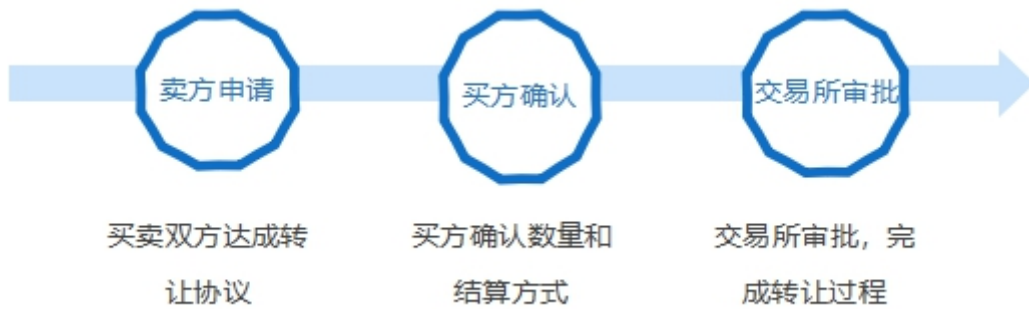 卖方申请
买方确认
交易所审批
买卖双方达成转
让协议
买方确认数量和
结算方式
交易所审批，完
成转让过程